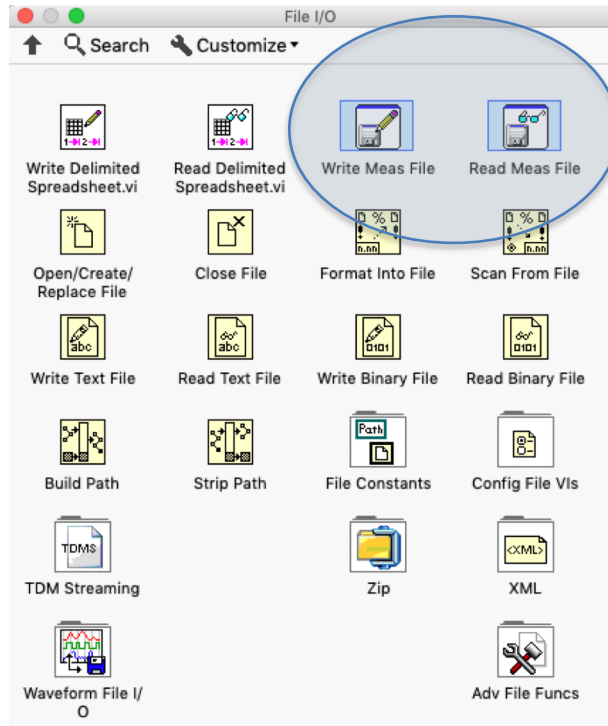 File I/O
Search Customize
Write Delimited Spreadsheet.vi
Read Delimited Spreadsheet.vi
Write Meas File
Read Meas File
% n.nn
% n.nn
Open/Create/
Replace File
Close File
Format Into File
Scan From File
abc
abc
0101
0101
Write Text File
Read Text File
Write Binary File
Read Binary File
Path
Build Path
Strip Path
File Constants
Config File VIs
TDMS
<XML>
TDM Streaming
Zip
XML
Waveform File I/
O
Adv File Funcs